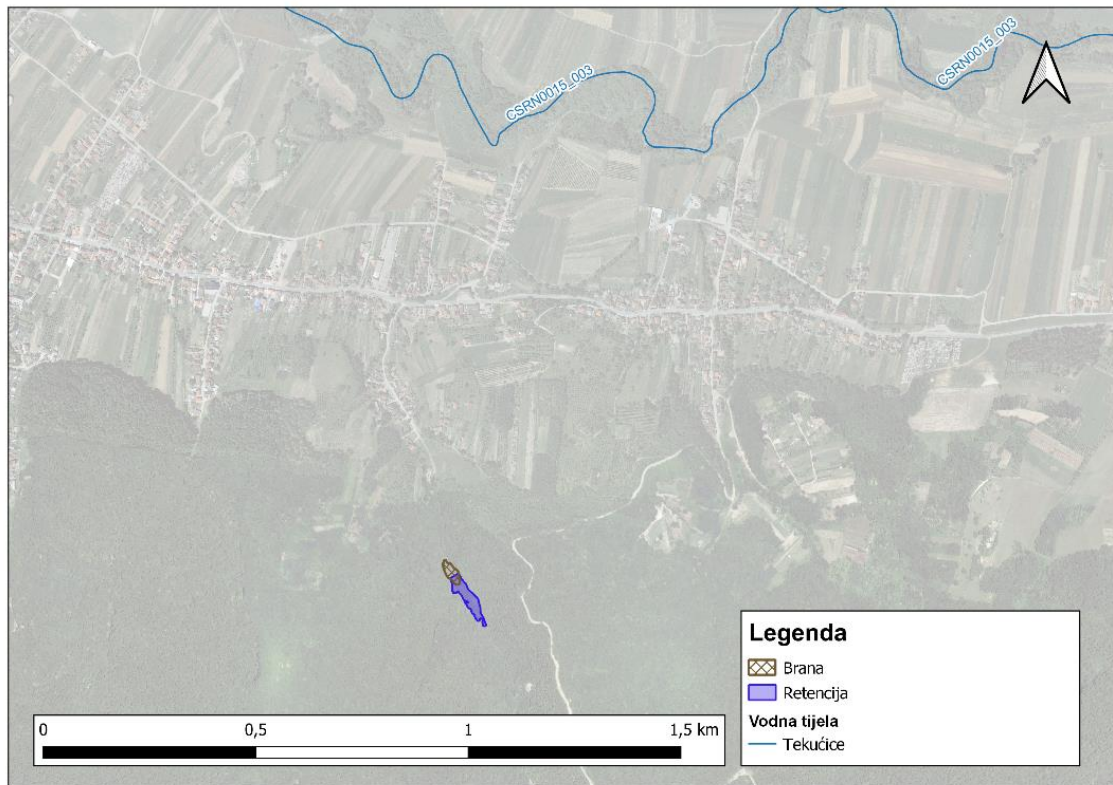 CSRN0015_003
CSRN0015_003
Legenda
Brana
Retencija
Vodna tijela
Tekućice
0 0,5 1 1,5 km